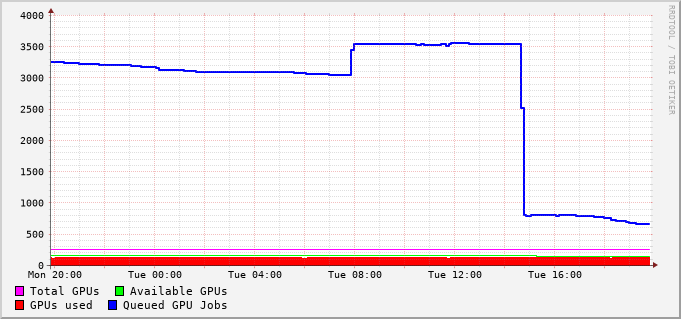 4000
3500
3000
2500
2000
1500
1000
500
0
Mon 20:00 Tue 00:00 Tue 04:00 Tue 08:00 Tue 12:00 Tue 16:00
Total GPUs Available GPUs
GPUs used Queued GPU Jobs
RRDTOOL / TOBI OETIKER